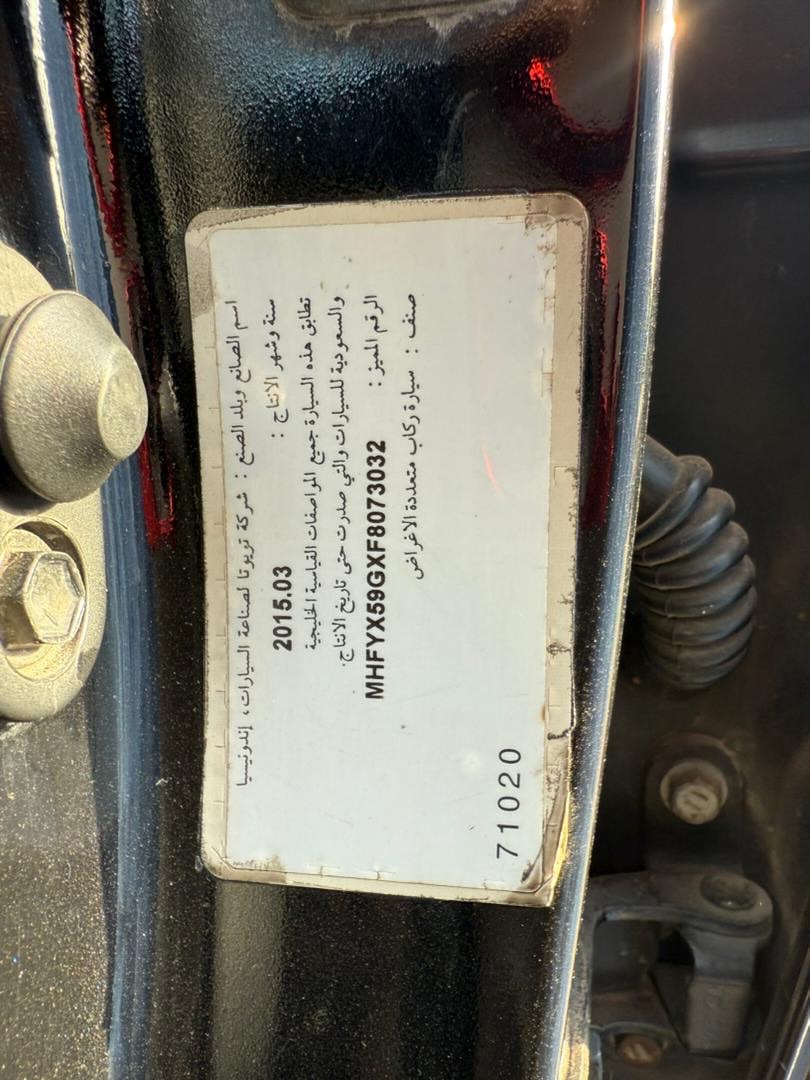 اسم الصانع وبلد الصنع : شركة تويوتا لصناعة السيارات، إندونيسيا
سنة وشهر الانتاج : 2015.03
تطابق هذه السيارة جميع المواصفات القياسية الخليجية
والسعودية للسيارات والتي صدرت حتى تاريخ الانتاج.
الرقم المميز : MHFYX59GXF8073032
صنف : سيارة ركاب متعددة الاغراض
71020